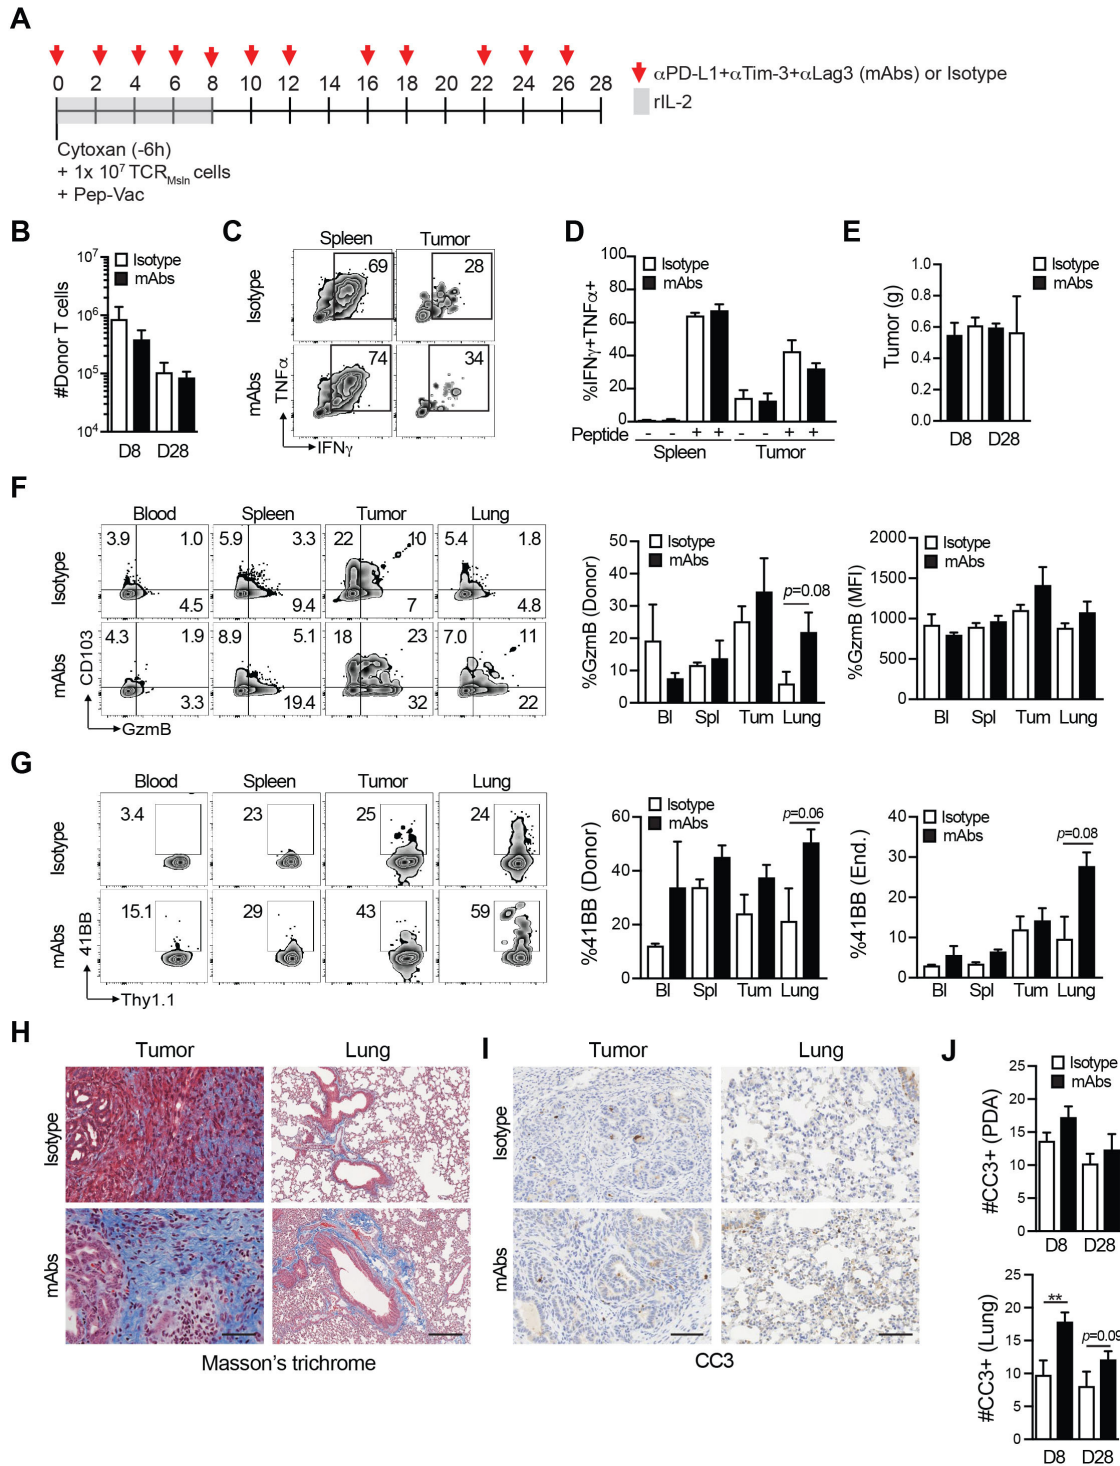 A
0 2 4 6 8 10 12 14 16 18 20 22 24 26 28
αPD-L1+αTim-3+αLag3 (mAbs) or Isotype
rIL-2
Cytoxan (-6h)
+ 1x 10⁷ TCR_Msln cells
+ Pep-Vac
B
#Donor T cells
10⁷
10⁶
10⁵
10⁴
Isotype
mAbs
D8 D28
C
Spleen Tumor
Isotype
69 28
mAbs
74 34
TNFα
IFNγ
D
%IFNγ+TNFα+
100
80
60
40
20
0
Isotype
mAbs
Peptide - - + + - - + +
Spleen Tumor
E
Tumor (g)
1.0
0.8
0.6
0.4
0.2
0.0
Isotype
mAbs
D8 D28
F
Blood Spleen Tumor Lung
Isotype
3.9 1.0 5.9 3.3 22 10 5.4 1.8
4.5 9.4 7 4.8
mAbs
4.3 1.9 8.9 5.1 18 23 7.0 11
3.3 19.4 32 22
CD103
GzmB
%GzmB (Donor)
50
40
30
20
10
0
Isotype
mAbs
p=0.08
Bl Spl Tum Lung
%GzmB (MFI)
2000
1500
1000
500
0
Isotype
mAbs
Bl Spl Tum Lung
G
Blood Spleen Tumor Lung
Isotype
3.4 23 25 24
mAbs
15.1 29 43 59
41BB
Thy1.1
%41BB (Donor)
60
40
20
0
Isotype
mAbs
p=0.06
Bl Spl Tum Lung
%41BB (End.)
40
30
20
10
0
Isotype
mAbs
p=0.08
Bl Spl Tum Lung
H
Tumor Lung
Isotype
mAbs
Masson's trichrome
I
Tumor Lung
Isotype
mAbs
CC3
J
Isotype
mAbs
#CC3+ (PDA)
25
20
15
10
5
0
D8 D28
#CC3+ (Lung)
25
20
15
10
5
0
**
p=0.09
D8 D28